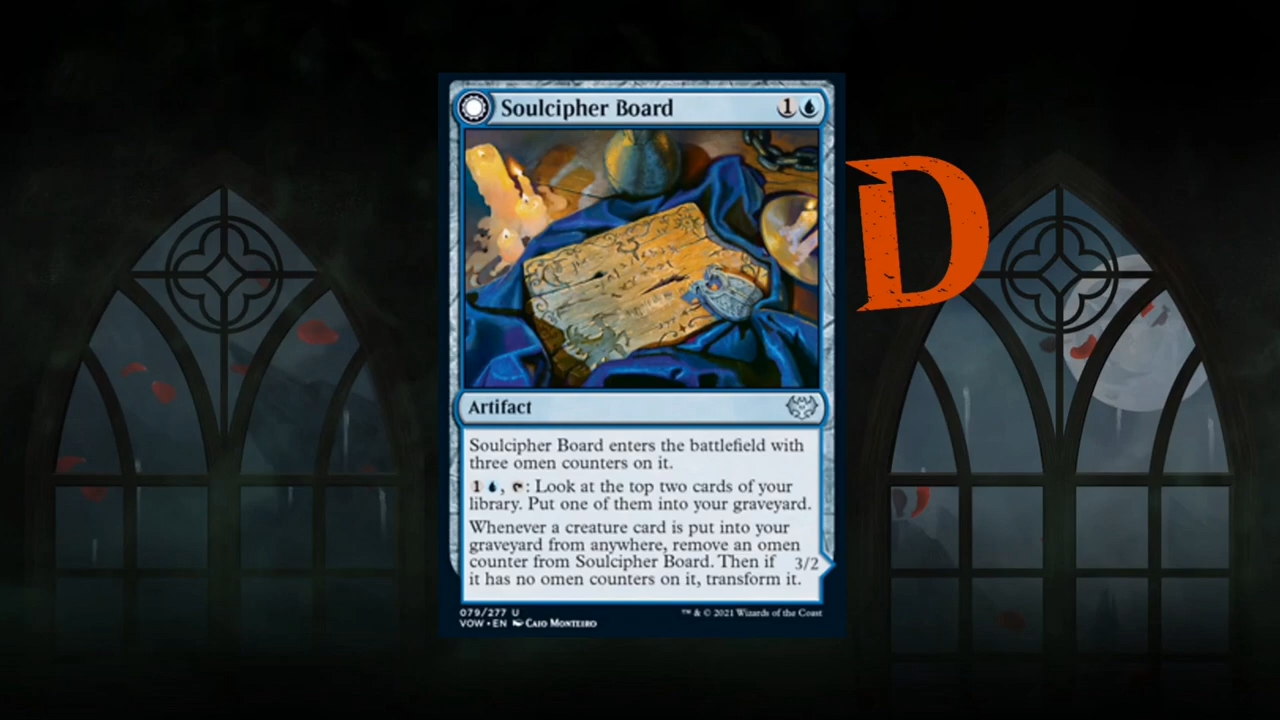 Soulcipher Board 1
D
Artifact
Soulcipher Board enters the battlefield with
three omen counters on it.
1 , : Look at the top two cards of your
library. Put one of them into your graveyard.
Whenever a creature card is put into your
graveyard from anywhere, remove an omen
counter from Soulcipher Board. Then if
it has no omen counters on it, transform it.
3/2
079/277 U
VOW • EN Caio Monteiro
™ & © 2021 Wizards of the Coast